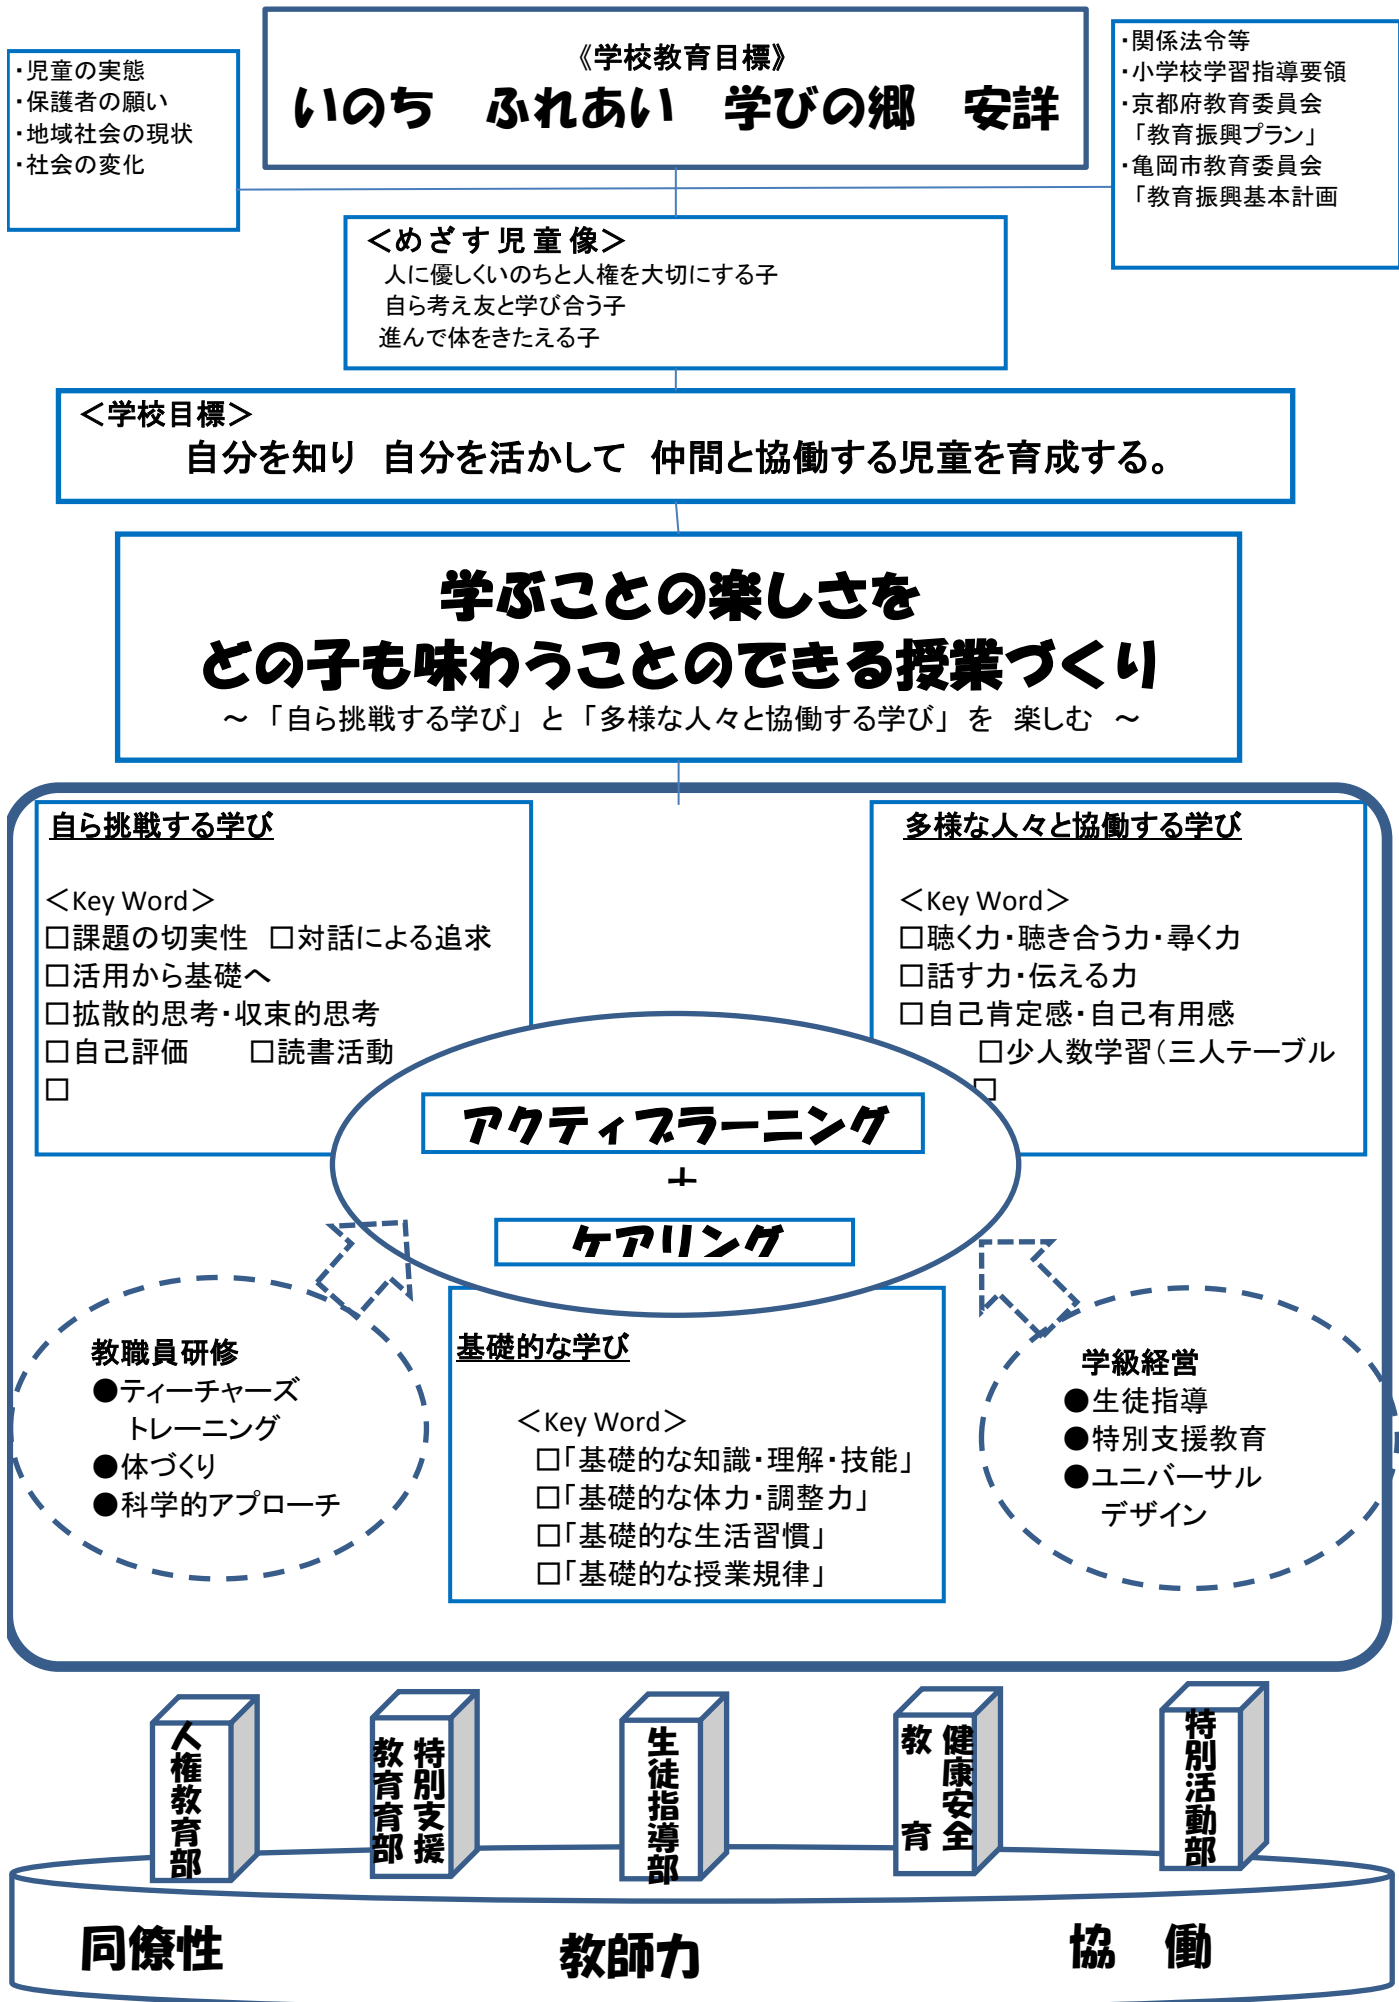 《学校教育目標》
いのち　ふれあい　学びの郷　安詳
・児童の実態
・保護者の願い
・地域社会の現状
・社会の変化
・関係法令等
・小学校学習指導要領
・京都府教育委員会
「教育振興プラン」
・亀岡市教育委員会
「教育振興基本計画
＜めざす児童像＞
人に優しくいのちと人権を大切にする子
自ら考え友と学び合う子
進んで体をきたえる子
＜学校目標＞
自分を知り　自分を活かして　仲間と協働する児童を育成する。
学ぶことの楽しさを
どの子も味わうことのできる授業づくり
～「自ら挑戦する学び」と「多様な人々と協働する学び」を　楽しむ　～
自ら挑戦する学び
＜Key Word＞
□課題の切実性　□対話による追求
□活用から基礎へ
□拡散的思考・収束的思考
□自己評価　　□読書活動
□
多様な人々と協働する学び
＜Key Word＞
□聴く力・聴き合う力・尋く力
□話す力・伝える力
□自己肯定感・自己有用感
□少人数学習（三人テーブル
□
アクティブラーニング
＋
ケアリング
教職員研修
●ティーチャーズ
トレーニング
●体づくり
●科学的アプローチ
基礎的な学び
＜Key Word＞
□「基礎的な知識・理解・技能」
□「基礎的な体力・調整力」
□「基礎的な生活習慣」
□「基礎的な授業規律」
学級経営
●生徒指導
●特別支援教育
●ユニバーサル
デザイン
人権教育部
特別支援
教育育部
生徒指導部
健康安全
教　育
特別活動部
同僚性
教師力
協　働